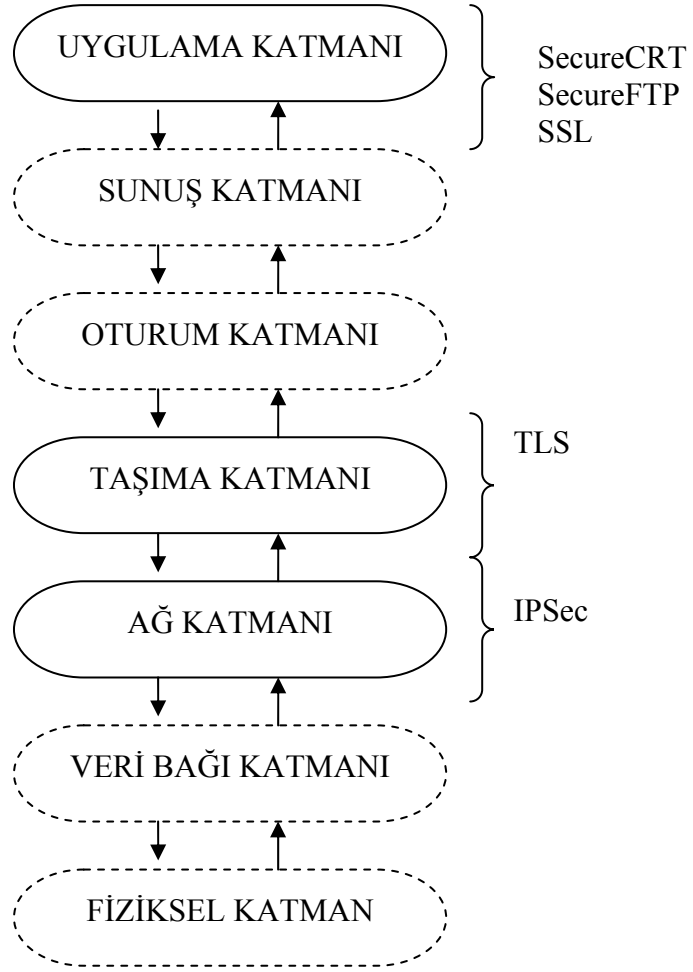 UYGULAMA KATMANI
SecureCRT
SecureFTP
SSL
SUNUŞ KATMANI
OTURUM KATMANI
TAŞIMA KATMANI
TLS
AĞ KATMANI
IPSec
VERİ BAĞI KATMANI
FİZİKSEL KATMAN